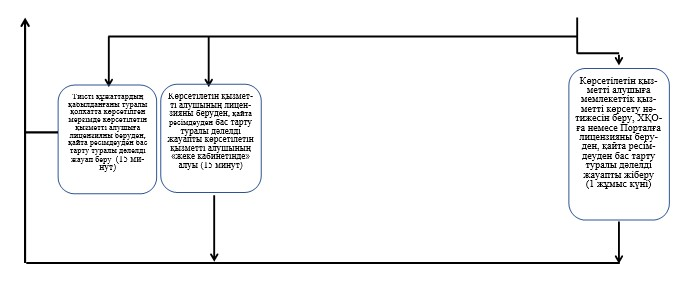 Тиісті құжаттардың
қабылданғаны туралы
қолхатта көрсетілген
мерзімде көрсетілетін
қызметті алушыға
лицензияны беруден,
қайта ресімдеуден бас
тарту туралы дәлелді
жауап беру (15 ми-
нут)
Көрсетілетін қызмет-
ті алушының лицен-
зияны беруден, қайта
ресімдеуден бас тарту
туралы дәлелді
жауапты көрсетілетін
қызметті алушының
«жеке кабинетінде»
алуы (15 минут)
Көрсетілетін қыз-
метті алушыға
мемлекеттік қыз-
метті көрсету нә-
тижесін беру, ХҚО-
ға немесе Порталға
лицензияны беру-
ден, қайта ресім-
деуден бас тарту
туралы дәлелді
жауапты жіберу
(1 жұмыс күні)